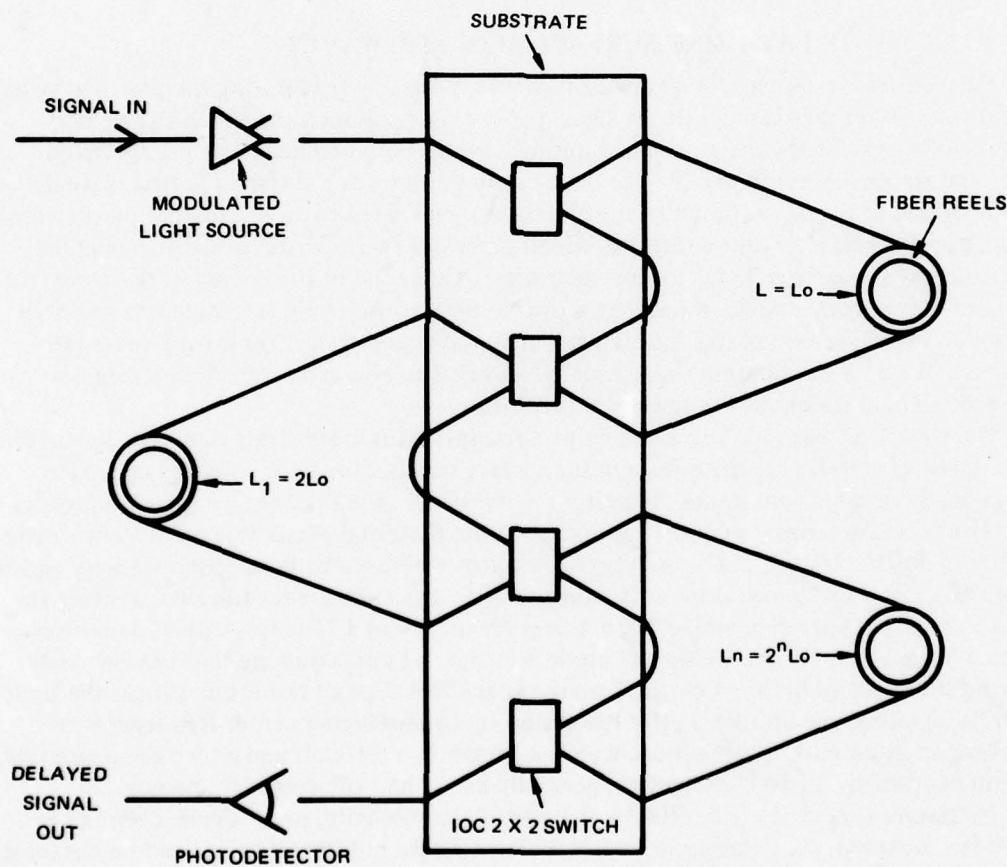 SUBSTRATE
SIGNAL IN
MODULATED
LIGHT SOURCE
FIBER REELS
L = Lo
L₁ = 2Lo
Ln = 2ⁿLo
DELAYED
SIGNAL
OUT
IOC 2 X 2 SWITCH
PHOTODETECTOR